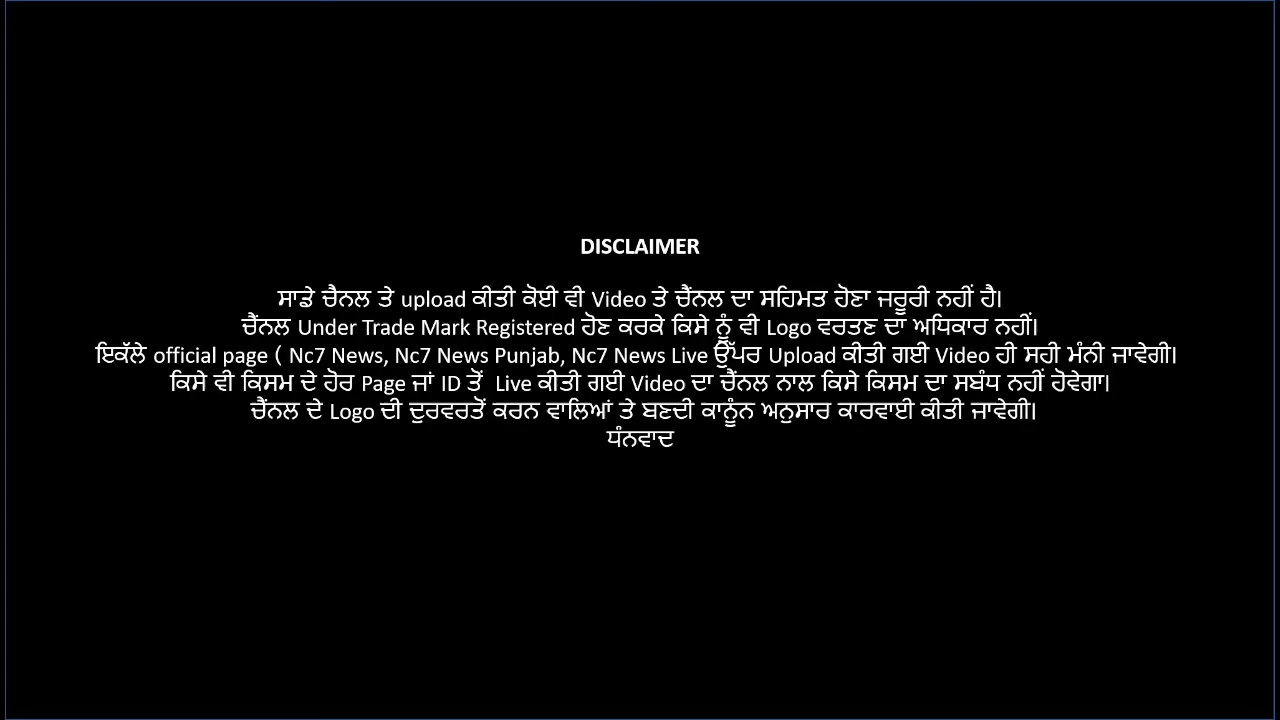 DISCLAIMER
ਸਾਡੇ ਚੈਨਲ ਤੇ upload ਕੀਤੀ ਕੋਈ ਵੀ Video ਤੇ ਚੈੱਨਲ ਦਾ ਸਹਿਮਤ ਹੋਣਾ ਜਰੂਰੀ ਨਹੀਂ ਹੈ।
ਚੈੱਨਲ Under Trade Mark Registered ਹੋਣ ਕਰਕੇ ਕਿਸੇ ਨੂੰ ਵੀ Logo ਵਰਤਣ ਦਾ ਅਧਿਕਾਰ ਨਹੀਂ।
ਇਕੱਲੇ official page ( Nc7 News, Nc7 News Punjab, Nc7 News Live ਉੱਪਰ Upload ਕੀਤੀ ਗਈ Video ਹੀ ਸਹੀ ਮੰਨੀ ਜਾਵੇਗੀ।
ਕਿਸੇ ਵੀ ਕਿਸਮ ਦੇ ਹੋਰ Page ਜਾਂ ID ਤੋਂ Live ਕੀਤੀ ਗਈ Video ਦਾ ਚੈੱਨਲ ਨਾਲ ਕਿਸੇ ਕਿਸਮ ਦਾ ਸਬੰਧ ਨਹੀਂ ਹੋਵੇਗਾ।
ਚੈੱਨਲ ਦੇ Logo ਦੀ ਦੁਰਵਰਤੋਂ ਕਰਨ ਵਾਲਿਆਂ ਤੇ ਬਣਦੀ ਕਾਨੂੰਨ ਅਨੁਸਾਰ ਕਾਰਵਾਈ ਕੀਤੀ ਜਾਵੇਗੀ।
ਧੰਨਵਾਦ